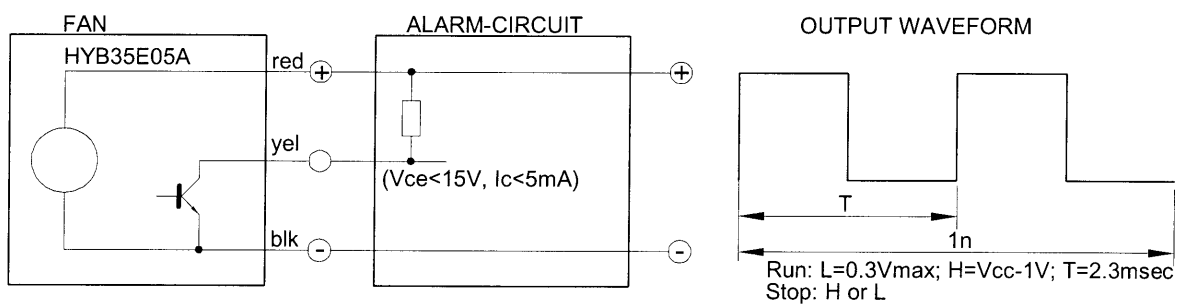 FAN
HYB35E05A
red
+
yel
blk
-
ALARM-CIRCUIT
+
(Vce<15V, Ic<5mA)
-
OUTPUT WAVEFORM
T
1n
Run: L=0.3Vmax; H=Vcc-1V; T=2.3msec
Stop: H or L